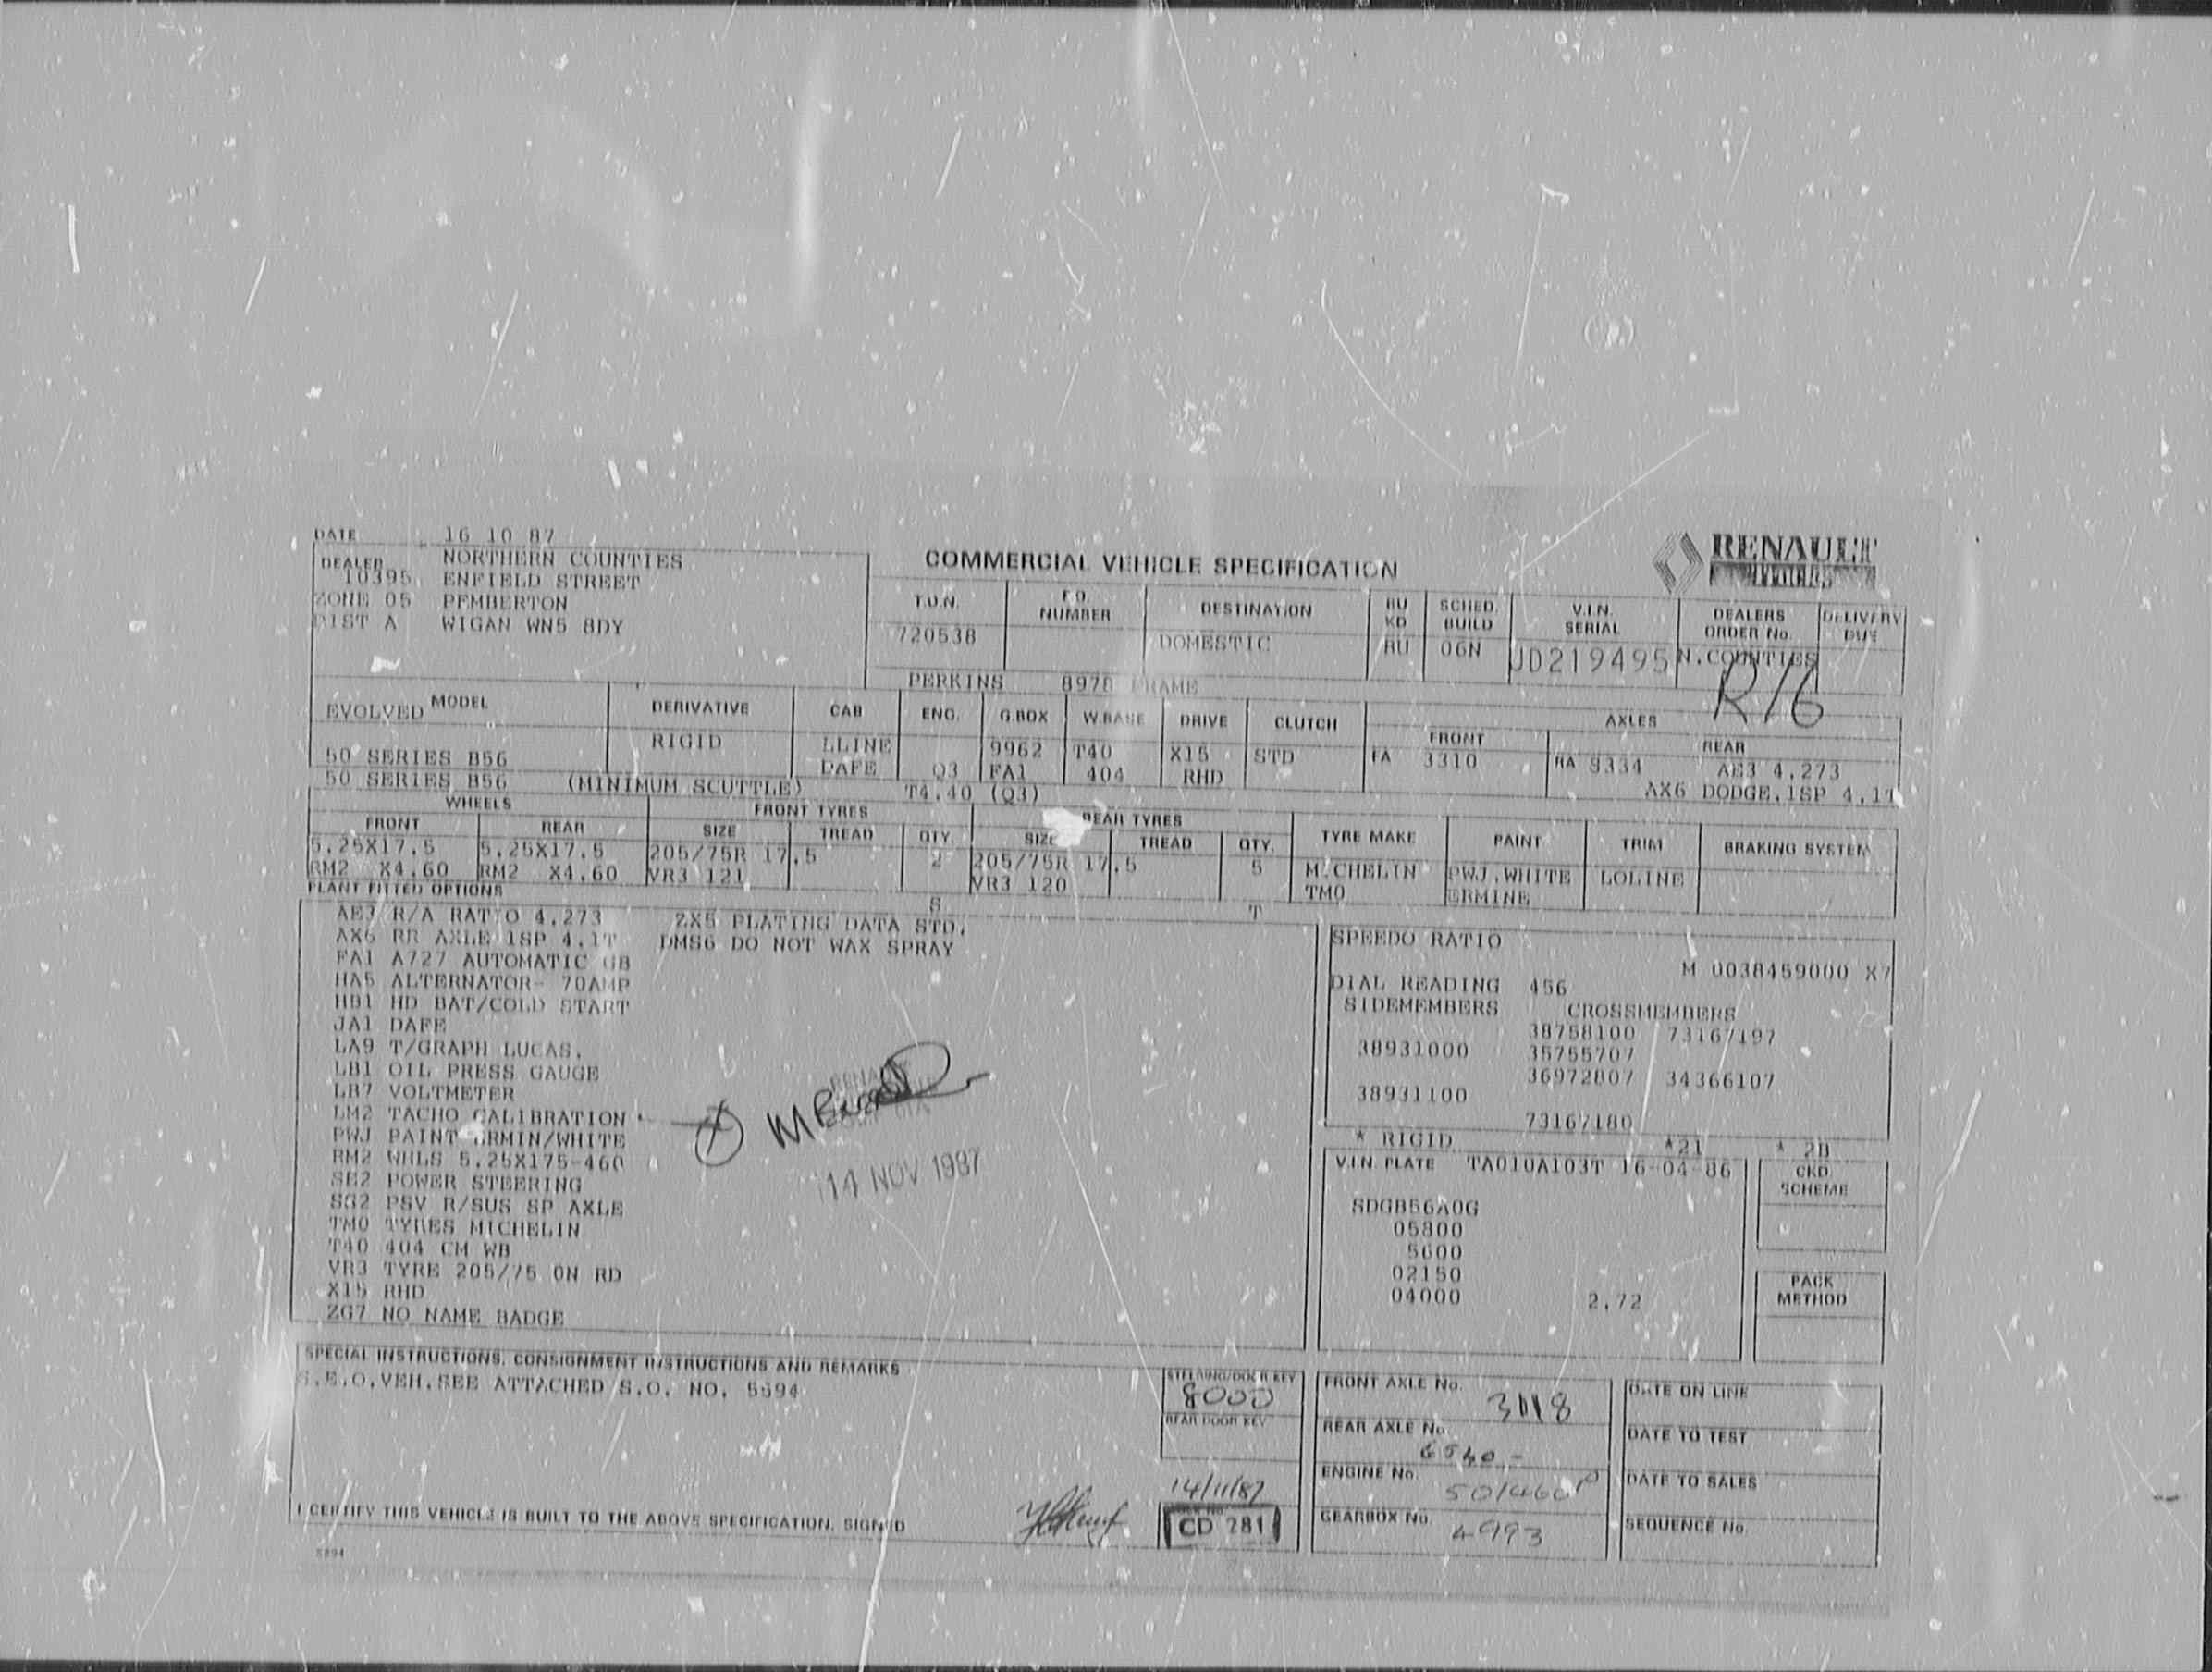 DATE 16 10 87
DEALER NORTHERN COUNTIES
10395 ENFIELD STREET
ZONE 05 PEMBERTON
DIST A WIGAN WN5 8DY
COMMERCIAL VEHICLE SPECIFICATION
RENAULT
T.O.N. F.O. NUMBER DESTINATION BU KD SCHED. BUILD V.I.N. SERIAL DEALERS ORDER No. DELIVERY DUE
720538 DOMESTIC BU 06N JD219495 N.COUNTIES
R16
PERKINS 8970 FRAME
MODEL DERIVATIVE CAB ENG. G.BOX W.BASE DRIVE CLUTCH AXLES
FRONT REAR
EVOLVED RIGID LLINE 9962 T40 X15 STD FA 3310 RA S334 AE3 4.273
50 SERIES B56 DAFE Q3 FA1 404 RHD
50 SERIES B56 (MINIMUM SCUTTLE) T4.40 (Q3) AX6 DODGE.1SP 4.1T
WHEELS FRONT TYRES REAR TYRES
FRONT REAR SIZE TREAD QTY. SIZE TREAD QTY. TYRE MAKE PAINT TRIM BRAKING SYSTEM
5.25X17.5 5.25X17.5 205/75R 17.5 2 205/75R 17.5 5 M.CHELIN PWJ.WHITE LOLINE
RM2 X4.60 RM2 X4.60 VR3 121 VR3 120 TMO ERMINE
PLANT FITTED OPTIONS S T
AE3 R/A RATIO 4.273 ZX5 PLATING DATA STD.
AX6 RR AXLE 1SP 4.1T DMS6 DO NOT WAX SPRAY
FA1 A727 AUTOMATIC GB
HA5 ALTERNATOR- 70AMP
HB1 HD BAT/COLD START
JA1 DAFE
LA9 T/GRAPH LUCAS.
LB1 OIL PRESS GAUGE
LB7 VOLTMETER
LM2 TACHO CALIBRATION
PWJ PAINT ERMIN/WHITE
RM2 WHLS 5.25X175-460
SE2 POWER STEERING
SG2 PSV R/SUS SP AXLE
TMO TYRES MICHELIN
T40 404 CM WB
VR3 TYRE 205/75 ON RD
X15 RHD
ZG7 NO NAME BADGE
14 NOV 1987
SPEEDO RATIO
M 0038459000 X7
DIAL READING 456
SIDEMEMBERS CROSSMEMBERS
38758100 73167197
38931000 35755707
36972807 34366107
38931100
73167180
* RIGID *21 * 2B
V.I.N. PLATE TA010A103T 16-04-86
SDGB56A0G
05800
5600
02150
04000 2.72
CKD. SCHEME
PACK METHOD
SPECIAL INSTRUCTIONS, CONSIGNMENT INSTRUCTIONS AND REMARKS
S.E.O.VEH.SEE ATTACHED S.O. NO. 5594
STEERING/DOOR KEY
8000
REAR DOOR KEY
14/11/87
CD 281
I CERTIFY THIS VEHICLE IS BUILT TO THE ABOVE SPECIFICATION. SIGNED
FRONT AXLE No. 3118
REAR AXLE No. 6540
ENGINE No. 501466P
GEARBOX No. 4993
DATE ON LINE
DATE TO TEST
DATE TO SALES
SEQUENCE No.